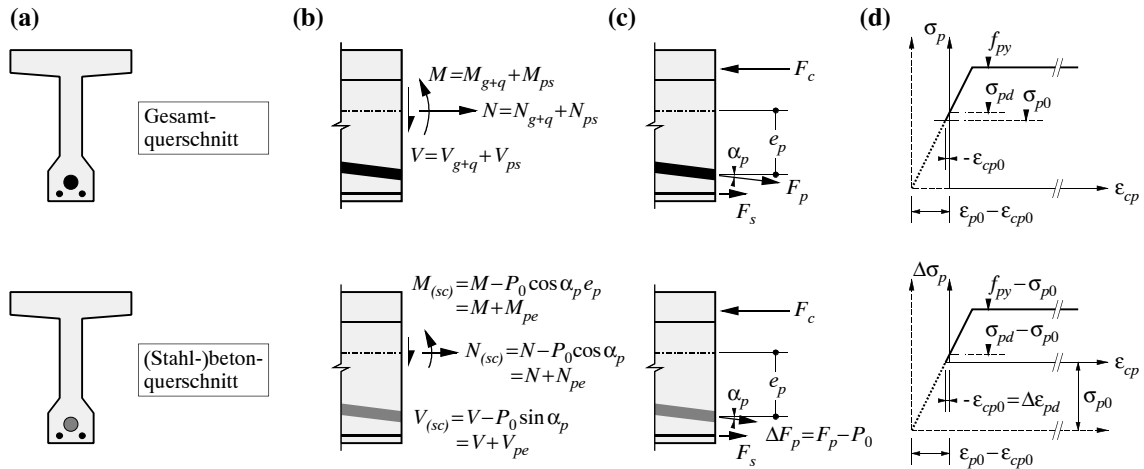 (a)
(b)
(c)
(d)
Gesamt-
querschnitt
M=M_{g+q}+M_{ps}
N=N_{g+q}+N_{ps}
V=V_{g+q}+V_{ps}
F_c
e_p
α_p
F_p
F_s
σ_p
f_{py}
σ_{pd}
σ_{p0}
-ε_{cp0}
ε_{cp}
ε_{p0}-ε_{cp0}
(Stahl-)beton-
querschnitt
M_{(sc)}=M-P_0 cos α_p e_p
=M+M_{pe}
N_{(sc)}=N-P_0 cos α_p
=N+N_{pe}
V_{(sc)}=V-P_0 sin α_p
=V+V_{pe}
F_c
e_p
α_p
ΔF_p=F_p-P_0
F_s
Δσ_p
f_{py}-σ_{p0}
σ_{pd}-σ_{p0}
ε_{cp}
-ε_{cp0}=Δε_{pd}
σ_{p0}
ε_{p0}-ε_{cp0}